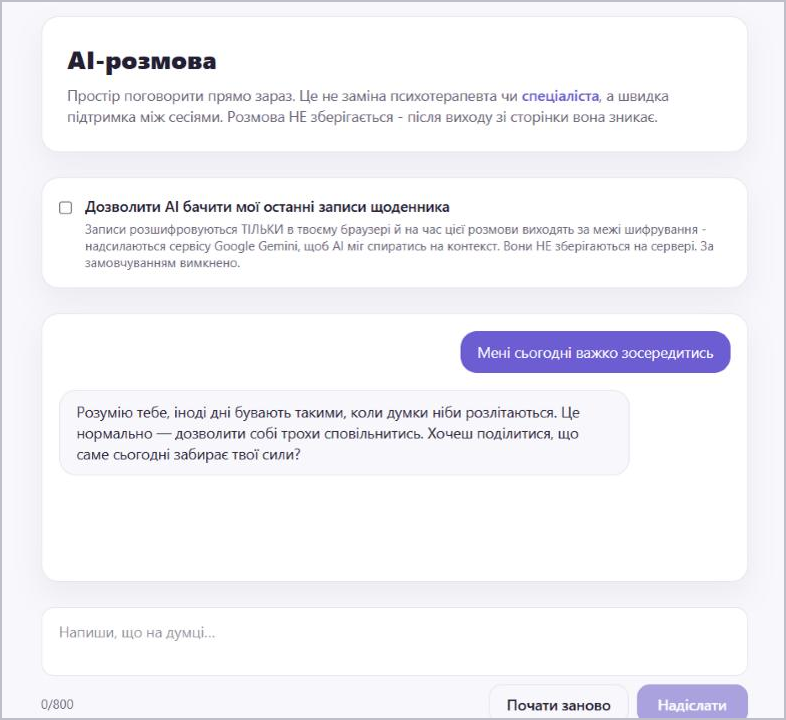 AI-розмова
Простір поговорити прямо зараз. Це не заміна психотерапевта чи спеціаліста, а швидка
підтримка між сесіями. Розмова НЕ зберігається - після виходу зі сторінки вона зникає.
Дозволити AI бачити мої останні записи щоденника
Записи розшифровуються ТІЛЬКИ в твоєму браузері й на час цієї розмови виходять за межі шифрування -
надсилаються сервісу Google Gemini, щоб AI міг спиратись на контекст. Вони НЕ зберігаються на сервері. За
замовчуванням вимкнено.
Мені сьогодні важко зосередитись
Розумію тебе, іноді дні бувають такими, коли думки ніби розлітаються. Це
нормально — дозволити собі трохи сповільнитись. Хочеш поділитися, що
саме сьогодні забирає твої сили?
Напиши, що на думці...
0/800
Почати заново
Надіслати